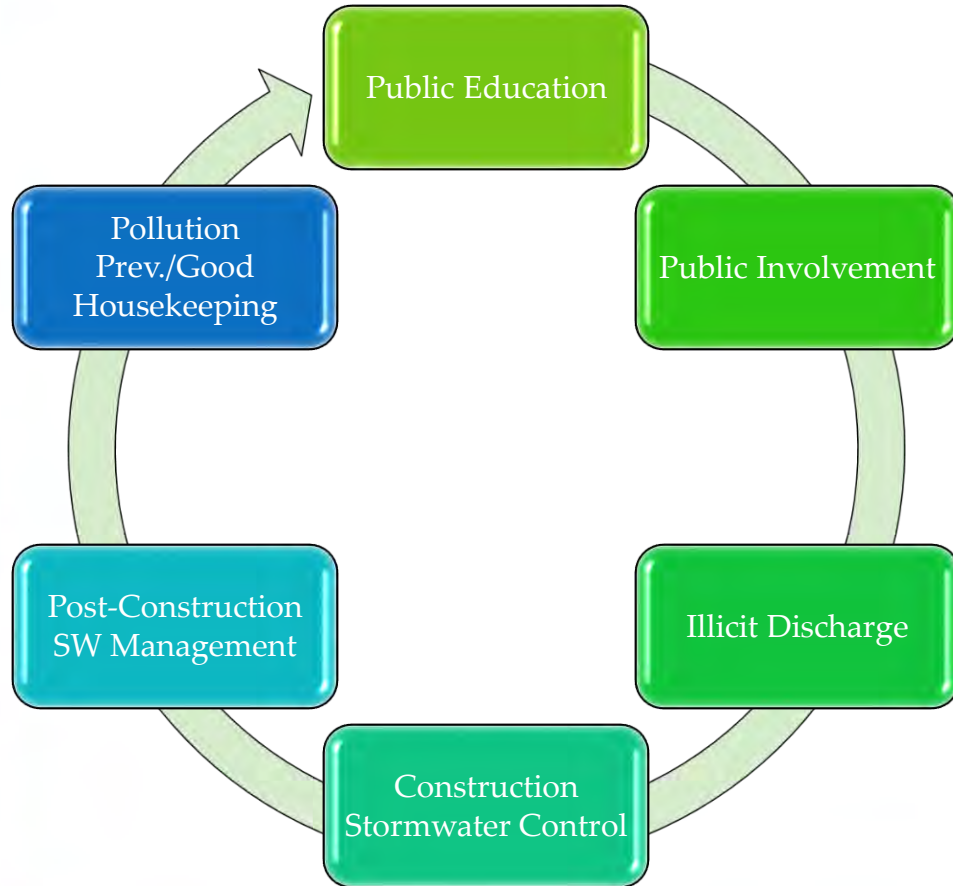 Public Education
Public Involvement
Illicit Discharge
Construction
Stormwater Control
Post-Construction
SW Management
Pollution
Prev./Good
Housekeeping